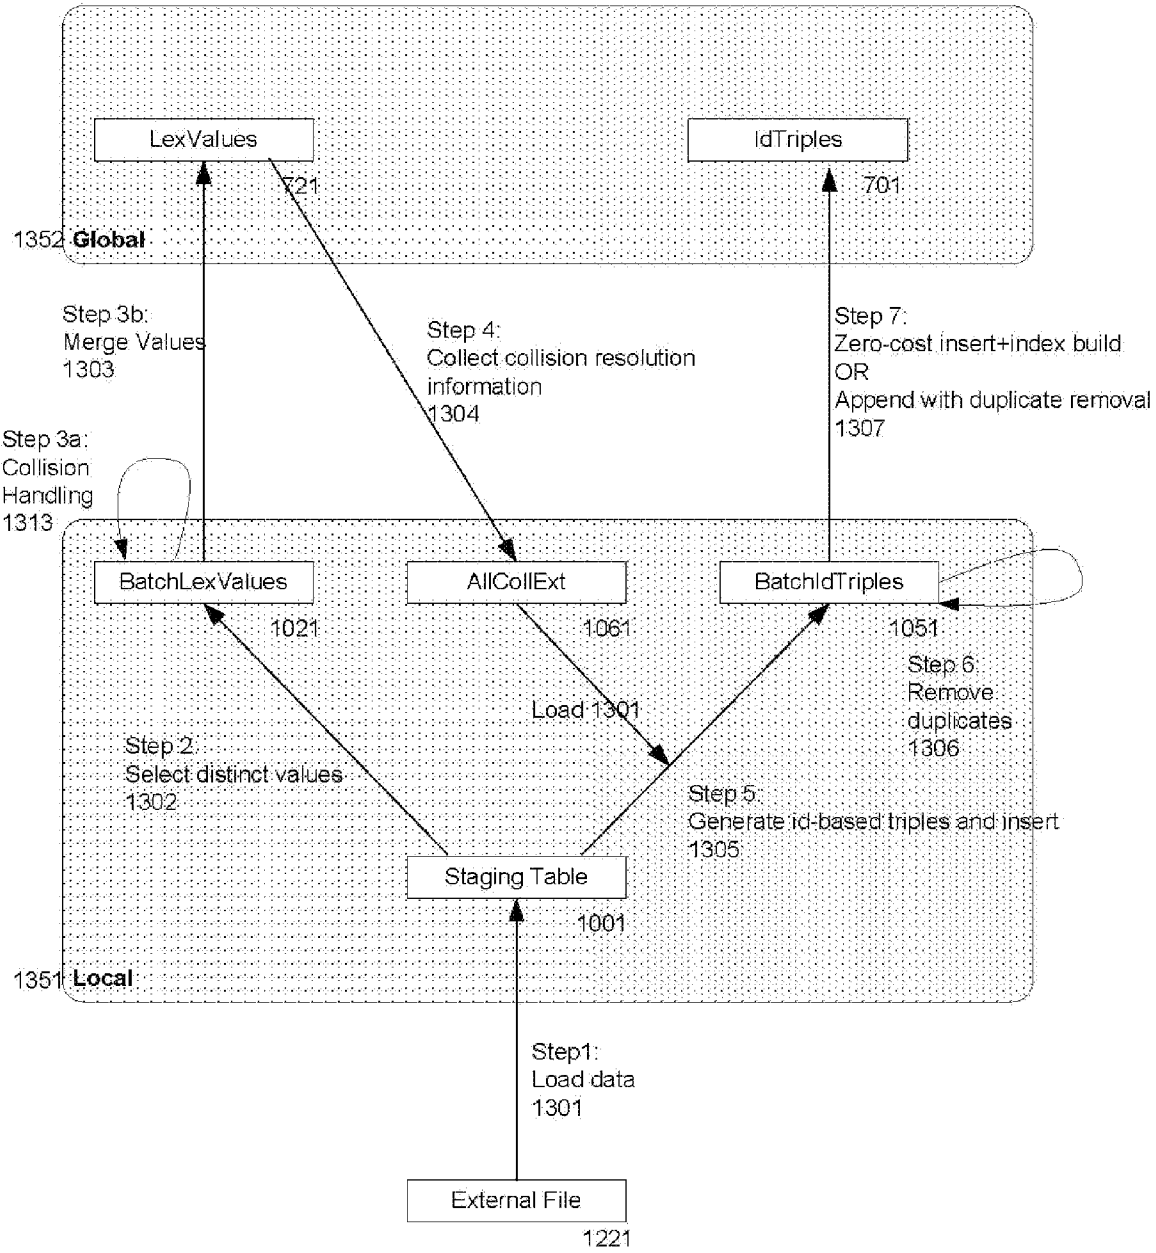 LexValues
IdTriples
721
701
1352 Global
Step 3b:
Merge Values
1303
Step 4:
Collect collision resolution
information
1304
Step 7:
Zero-cost insert+index build
OR
Append with duplicate removal
1307
Step 3a:
Collision
Handling
1313
BatchLexValues
AllCollExt
BatchIdTriples
1021
1061
1051
Step 6:
Remove
duplicates
1306
Load 1301
Step 2:
Select distinct values
1302
Step 5:
Generate id-based triples and insert
1305
Staging Table
1001
1351 Local
Step1:
Load data
1301
External File
1221